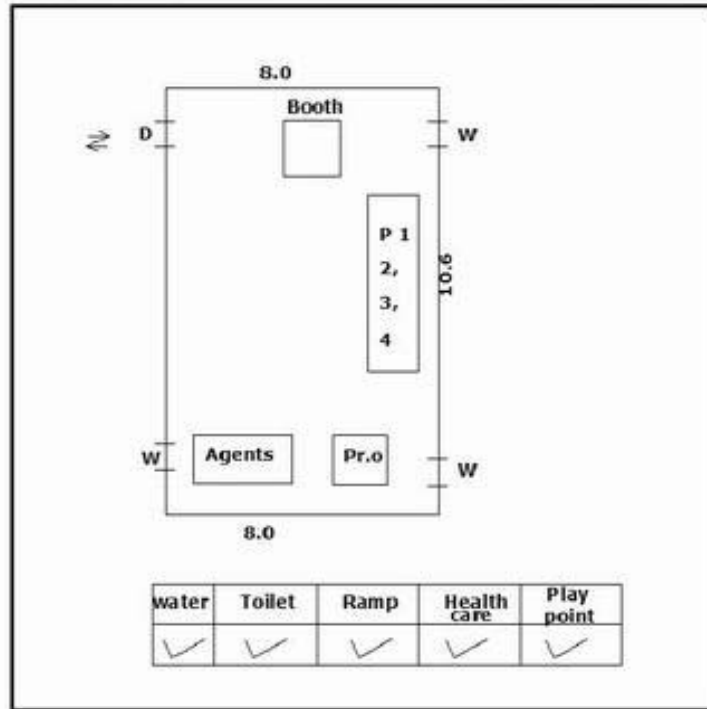 8.0
Booth
D
W
P 1
2,
3,
4
10.6
W
Agents
Pr.o
W
8.0
water Toilet Ramp Health care Play point